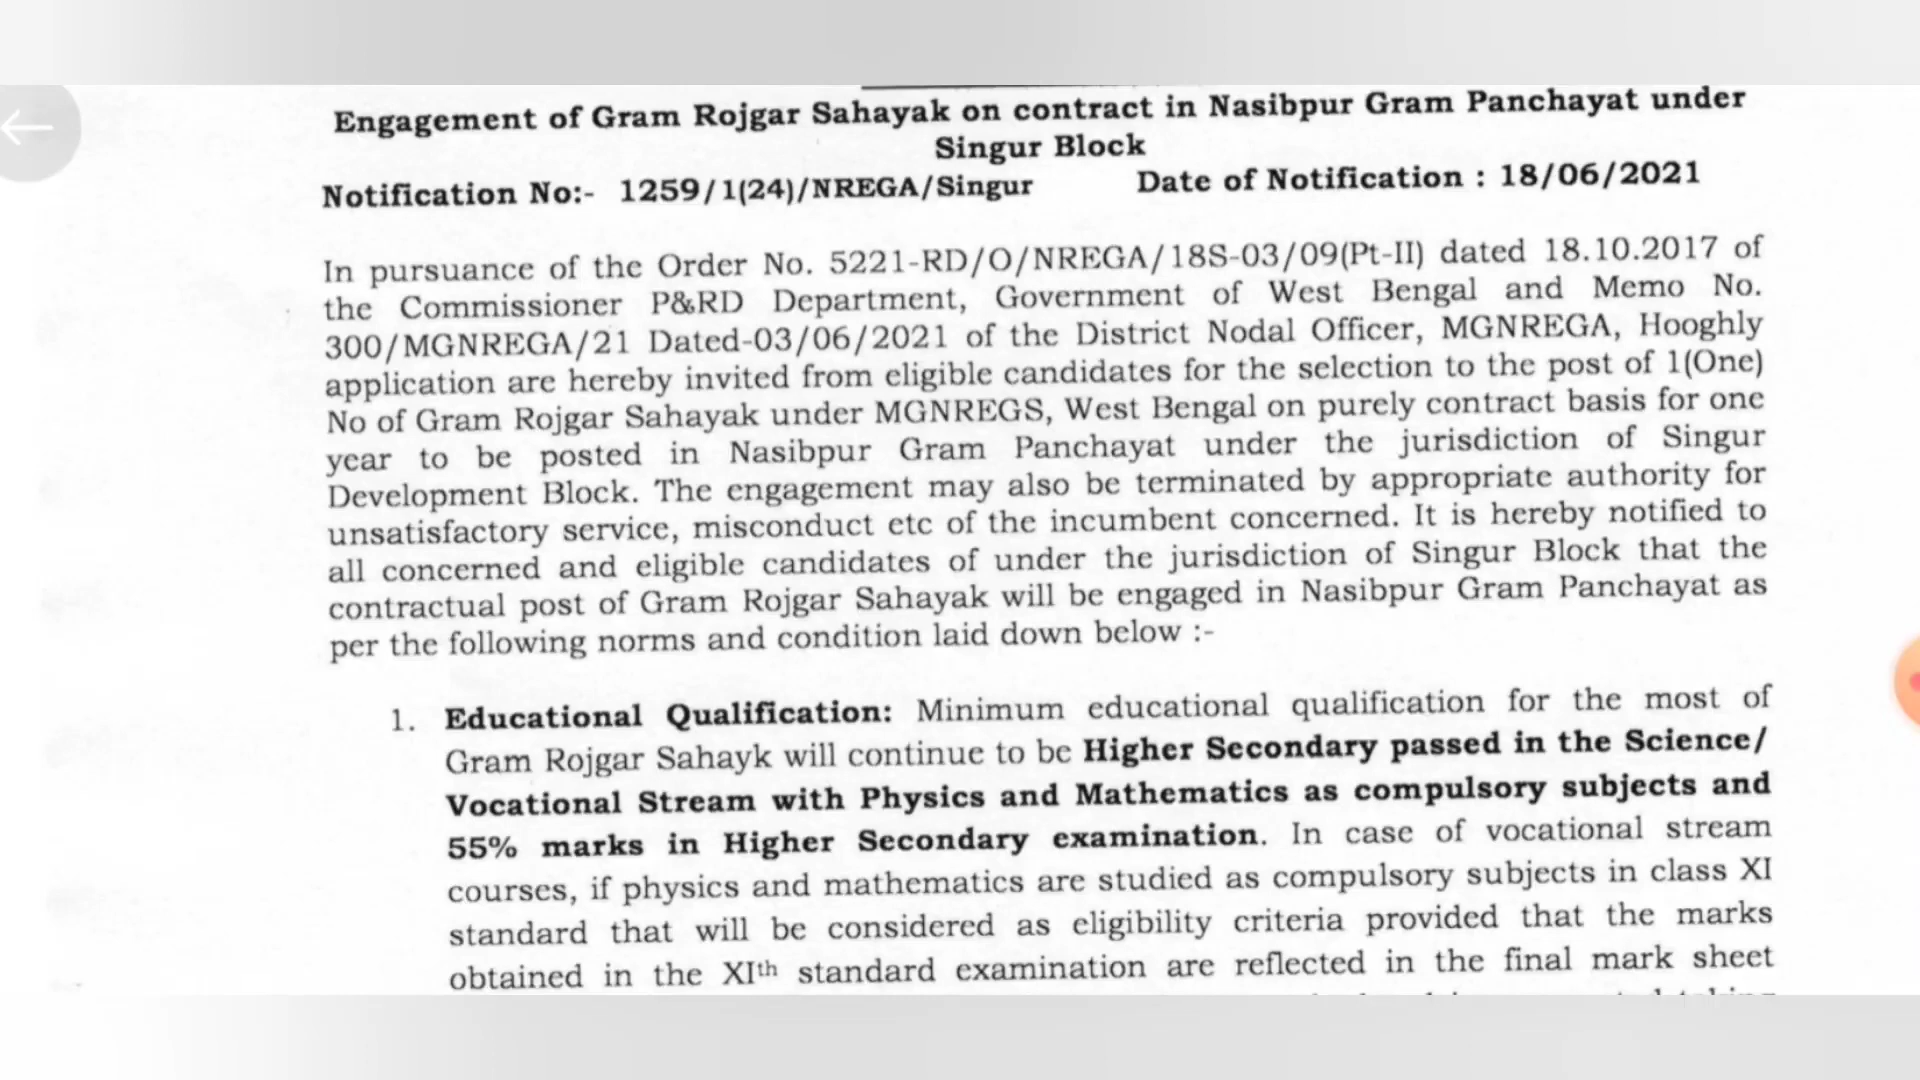 Engagement of Gram Rojgar Sahayak on contract in Nasibpur Gram Panchayat under
Singur Block
Notification No:- 1259/1(24)/NREGA/Singur Date of Notification : 18/06/2021
In pursuance of the Order No. 5221-RD/O/NREGA/18S-03/09(Pt-II) dated 18.10.2017 of
the Commissioner P&RD Department, Government of West Bengal and Memo No.
300/MGNREGA/21 Dated-03/06/2021 of the District Nodal Officer, MGNREGA, Hooghly
application are hereby invited from eligible candidates for the selection to the post of 1(One)
No of Gram Rojgar Sahayak under MGNREGS, West Bengal on purely contract basis for one
year to be posted in Nasibpur Gram Panchayat under the jurisdiction of Singur
Development Block. The engagement may also be terminated by appropriate authority for
unsatisfactory service, misconduct etc of the incumbent concerned. It is hereby notified to
all concerned and eligible candidates of under the jurisdiction of Singur Block that the
contractual post of Gram Rojgar Sahayak will be engaged in Nasibpur Gram Panchayat as
per the following norms and condition laid down below :-
1. Educational Qualification: Minimum educational qualification for the most of
Gram Rojgar Sahayk will continue to be Higher Secondary passed in the Science/
Vocational Stream with Physics and Mathematics as compulsory subjects and
55% marks in Higher Secondary examination. In case of vocational stream
courses, if physics and mathematics are studied as compulsory subjects in class XI
standard that will be considered as eligibility criteria provided that the marks
obtained in the XIth standard examination are reflected in the final mark sheet